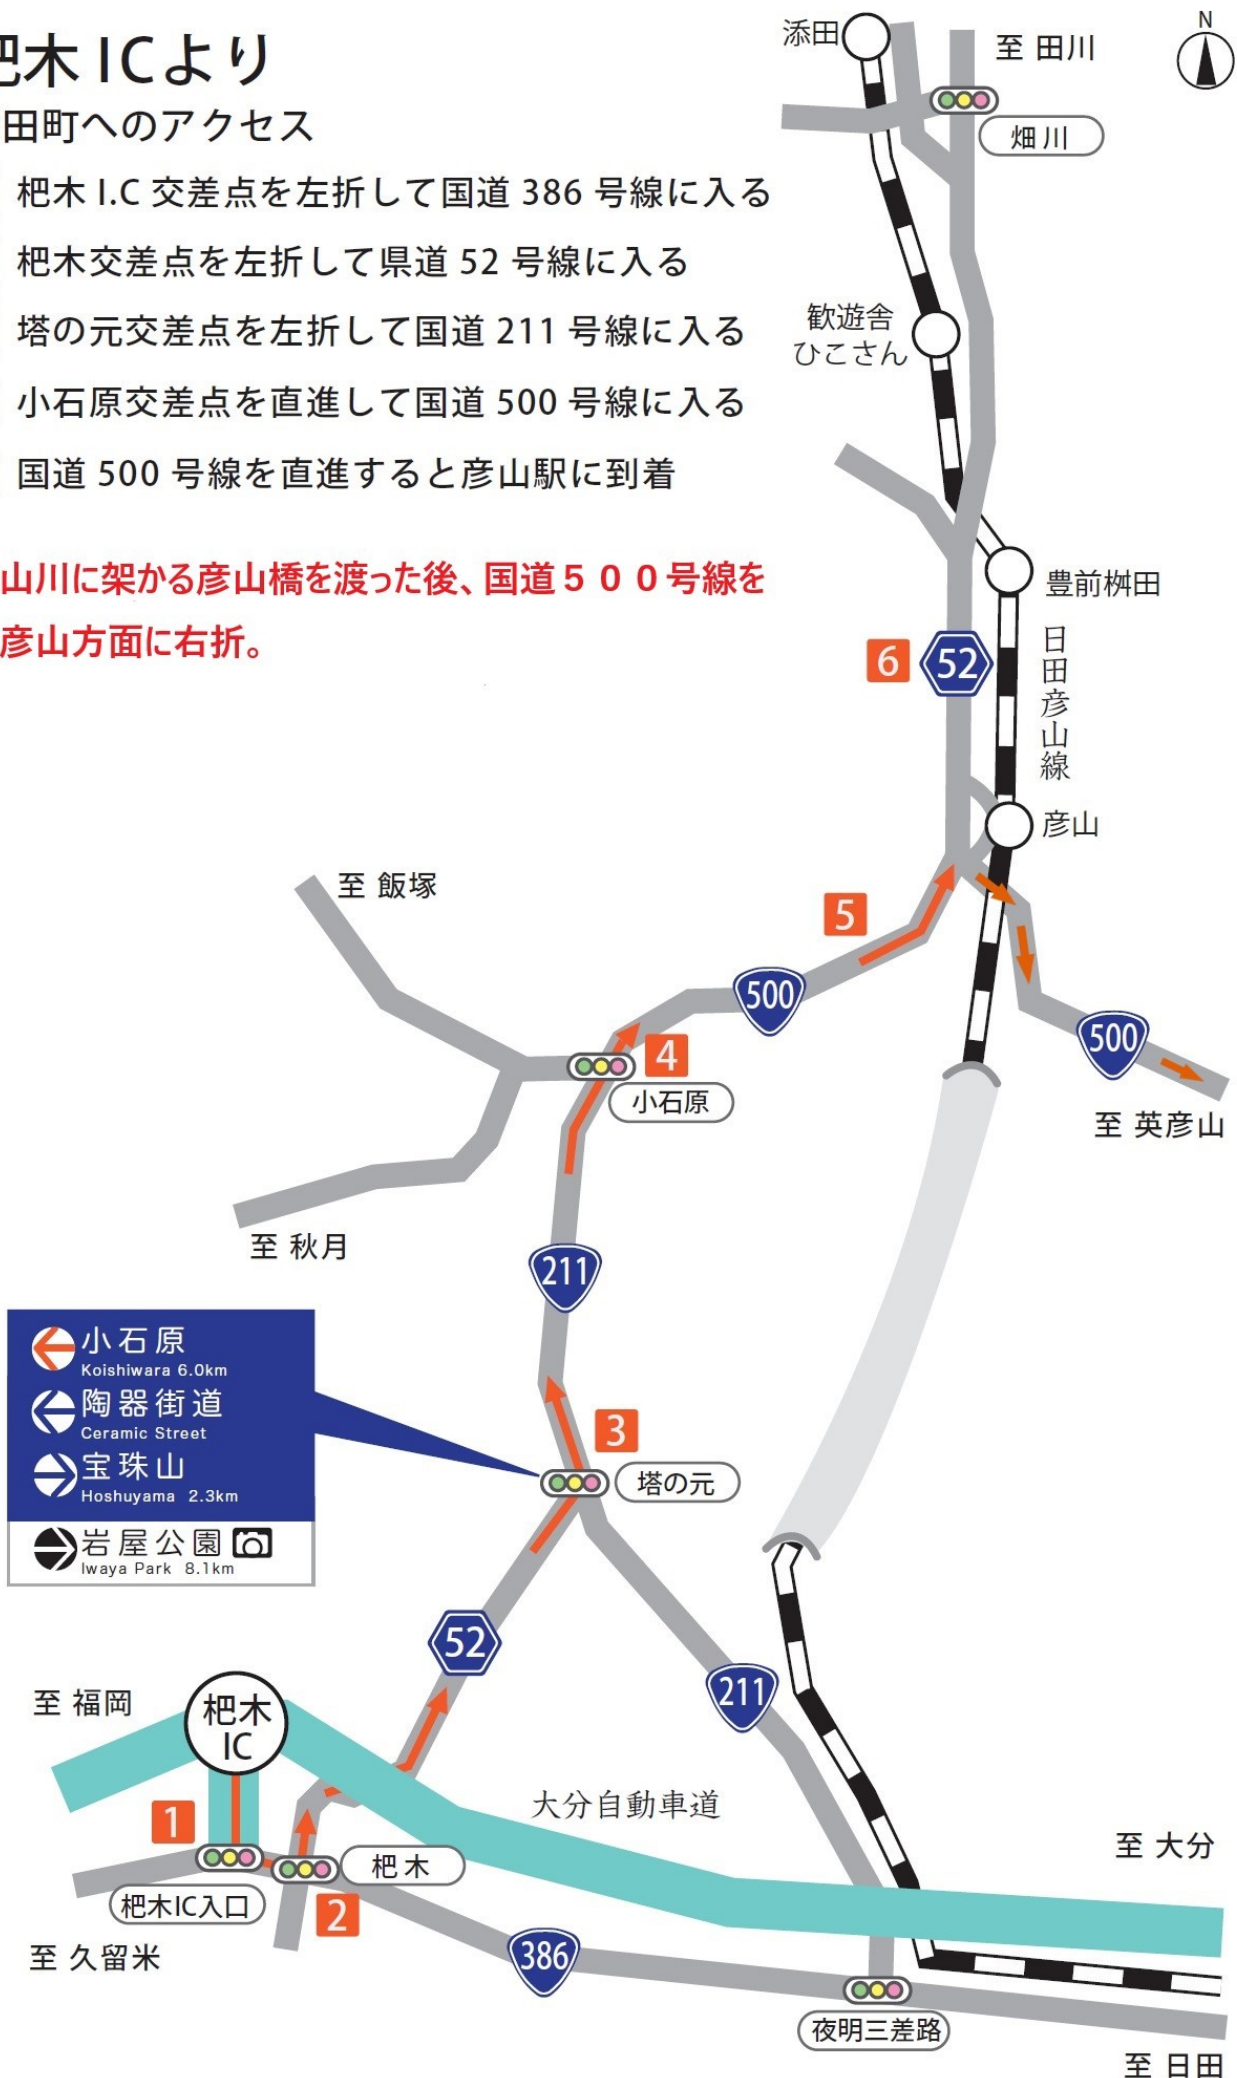 木 ICより
田町へのアクセス
杷木 I.C 交差点を左折して国道 386 号線に入る
杷木交差点を左折して県道 52 号線に入る
塔の元交差点を左折して国道 211 号線に入る
小石原交差点を直進して国道 500 号線に入る
国道 500 号線を直進すると彦山駅に到着
山川に架かる彦山橋を渡った後、国道５００号線を
彦山方面に右折。
添田
至 田川
N
畑川
歓遊舎
ひこさん
豊前桝田
日田彦山線
6
52
彦山
至 飯塚
5
500
4
小石原
500
至 英彦山
至 秋月
211
小石原
Koishiwara 6.0km
陶器街道
Ceramic Street
宝珠山
Hoshuyama 2.3km
岩屋公園
Iwaya Park 8.1km
3
塔の元
52
211
至 福岡
杷木
IC
大分自動車道
1
杷木
至 大分
杷木IC入口
2
至 久留米
386
夜明三差路
至 日田